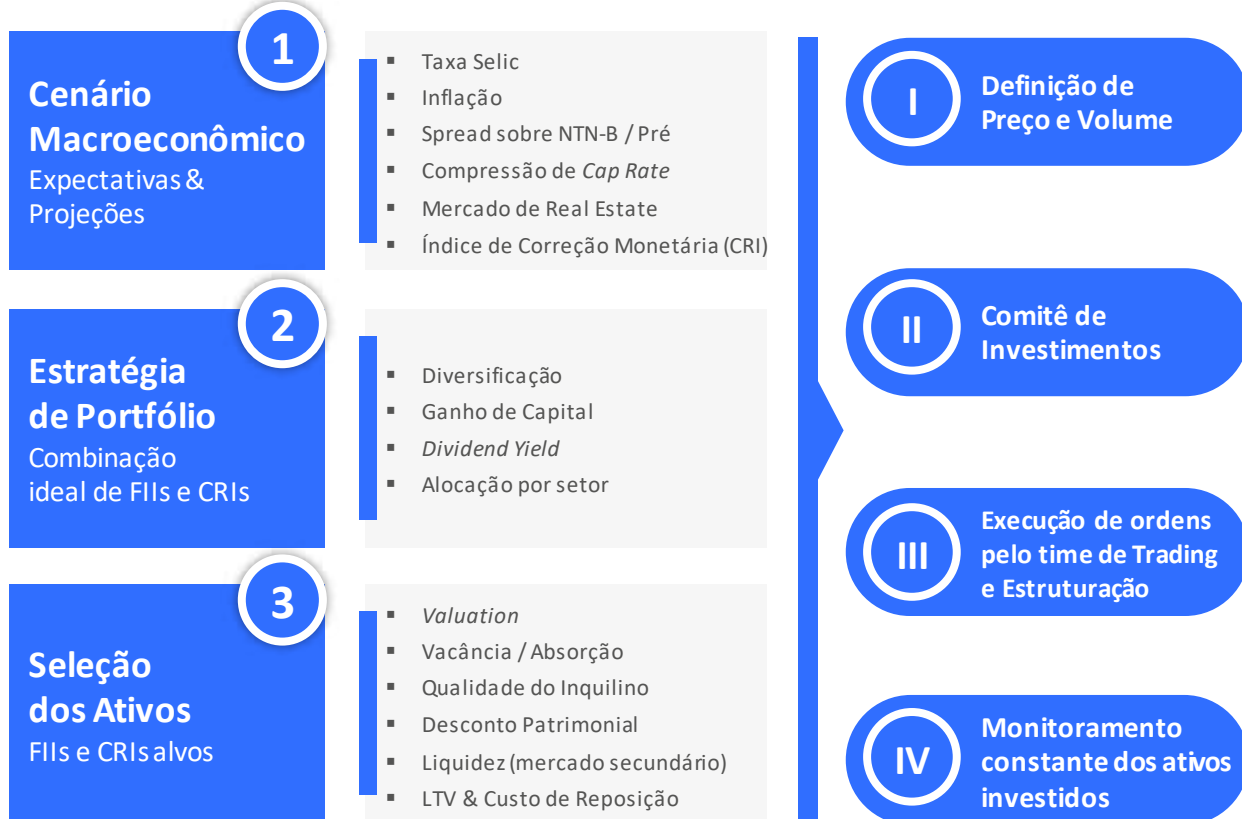 1
Cenário
Macroeconômico
Expectativas &
Projeções
▪ Taxa Selic
▪ Inflação
▪ Spread sobre NTN-B / Pré
▪ Compressão de Cap Rate
▪ Mercado de Real Estate
▪ Índice de Correção Monetária (CRI)
2
Estratégia
de Portfólio
Combinação
ideal de FIIs e CRIs
▪ Diversificação
▪ Ganho de Capital
▪ Dividend Yield
▪ Alocação por setor
3
Seleção
dos Ativos
FIIs e CRIs alvos
▪ Valuation
▪ Vacância / Absorção
▪ Qualidade do Inquilino
▪ Desconto Patrimonial
▪ Liquidez (mercado secundário)
▪ LTV & Custo de Reposição
I
Definição de
Preço e Volume
II
Comitê de
Investimentos
III
Execução de ordens
pelo time de Trading
e Estruturação
IV
Monitoramento
constante dos ativos
investidos